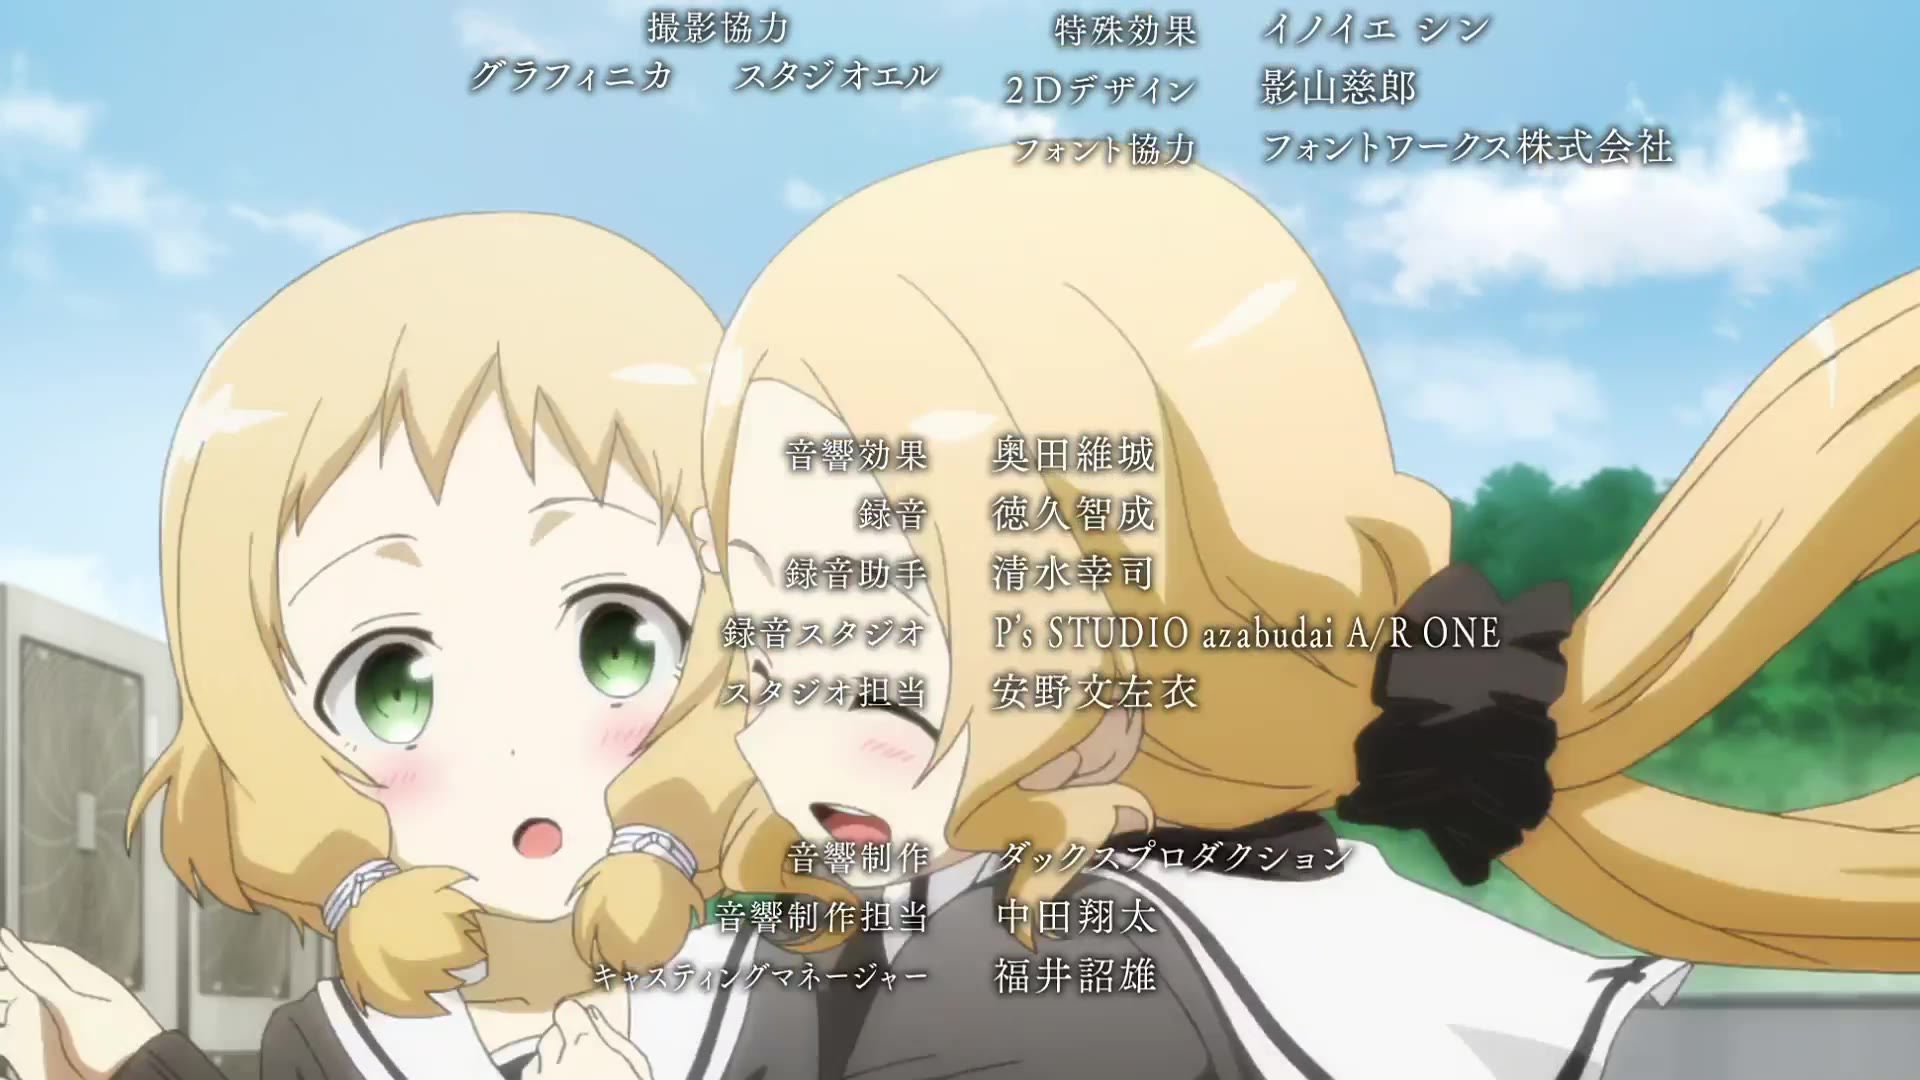 撮影協力
グラフィニカ スタジオエル
特殊効果 イノイエ シン
2Dデザイン 影山慈郎
フォント協力 フォントワークス株式会社
音響効果 奥田維城
録音 徳久智成
録音助手 清水幸司
録音スタジオ P's STUDIO azabudai A/R ONE
スタジオ担当 安野文左衣
音響制作 ダックスプロダクション
音響制作担当 中田翔太
キャスティングマネージャー 福井詔雄